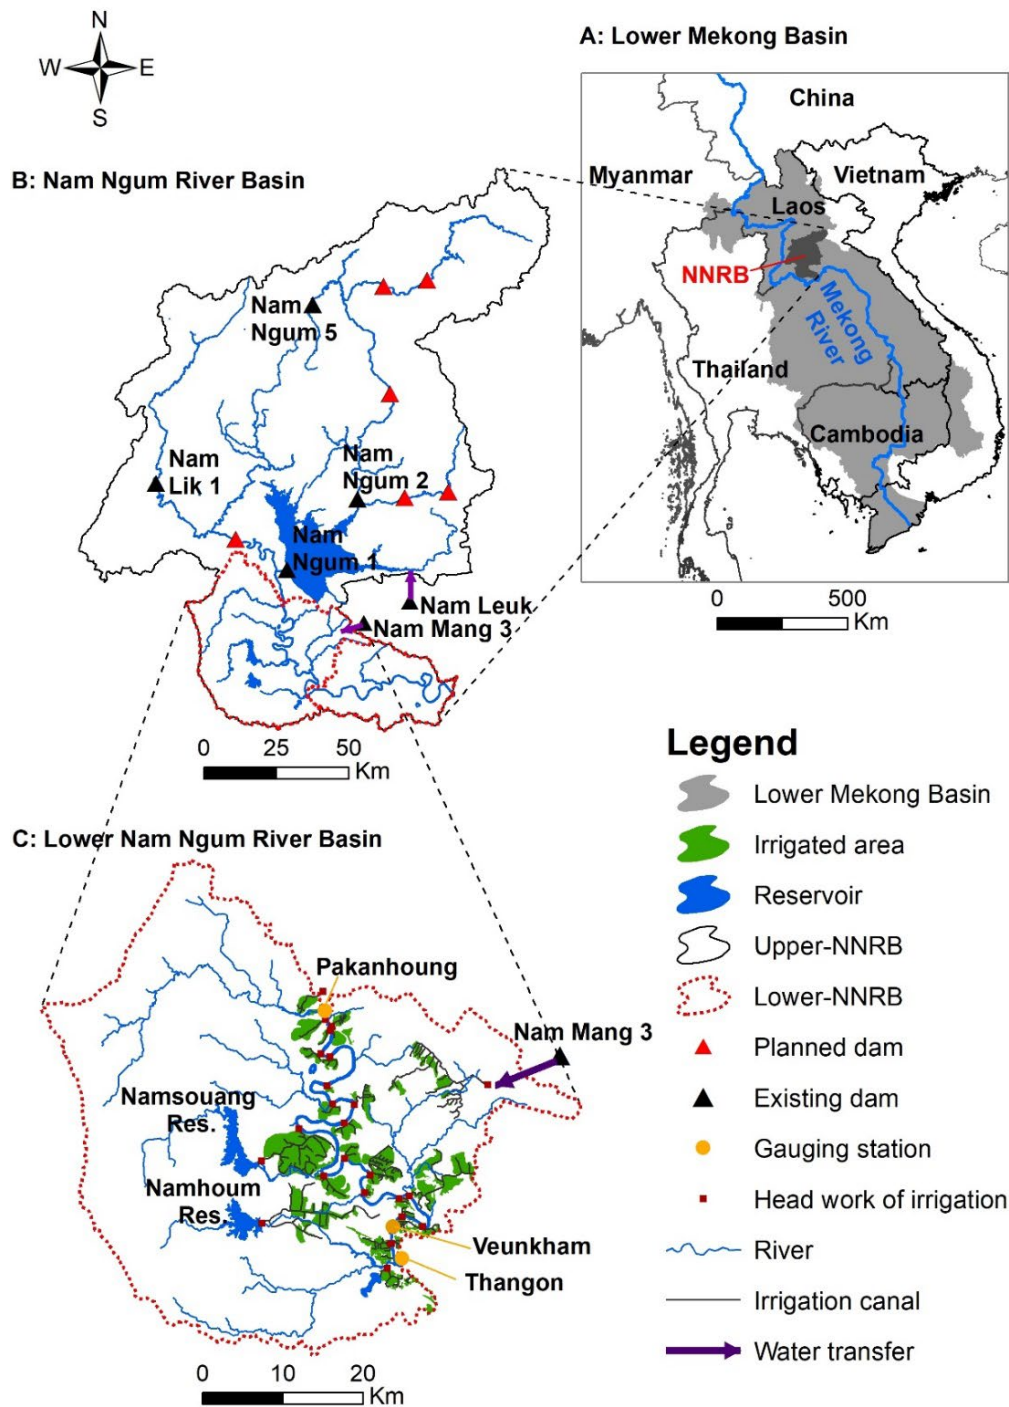 N
W E
S
A: Lower Mekong Basin
China
Myanmar
Vietnam
Laos
NNRB
Mekong
River
Thailand
Cambodia
0 500
Km
B: Nam Ngum River Basin
Nam
Ngum 5
Nam
Lik 1
Nam
Ngum 2
Nam
Ngum 1
Nam Leuk
Nam Mang 3
0 25 50
Km
C: Lower Nam Ngum River Basin
Pakanhoung
Nam Mang 3
Namsouang
Res.
Namhoum
Res.
Veunkham
Thangon
0 10 20
Km
Legend
Lower Mekong Basin
Irrigated area
Reservoir
Upper-NNRB
Lower-NNRB
Planned dam
Existing dam
Gauging station
Head work of irrigation
River
Irrigation canal
Water transfer